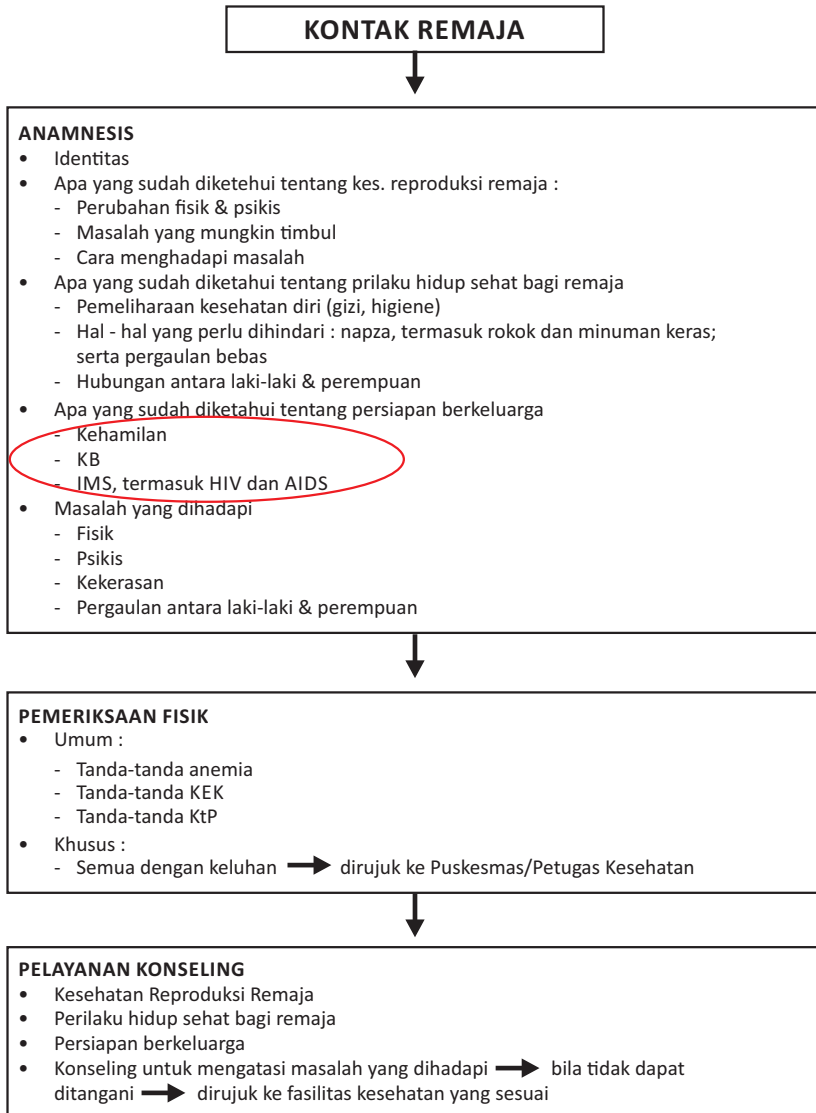 KONTAK REMAJA
ANAMNESIS
• Identitas
• Apa yang sudah diketehui tentang kes. reproduksi remaja :
- Perubahan fisik & psikis
- Masalah yang mungkin timbul
- Cara menghadapi masalah
• Apa yang sudah diketahui tentang prilaku hidup sehat bagi remaja
- Pemeliharaan kesehatan diri (gizi, higiene)
- Hal - hal yang perlu dihindari : napza, termasuk rokok dan minuman keras;
serta pergaulan bebas
- Hubungan antara laki-laki & perempuan
• Apa yang sudah diketahui tentang persiapan berkeluarga
- Kehamilan
- KB
- IMS, termasuk HIV dan AIDS
• Masalah yang dihadapi
- Fisik
- Psikis
- Kekerasan
- Pergaulan antara laki-laki & perempuan
PEMERIKSAAN FISIK
• Umum :
- Tanda-tanda anemia
- Tanda-tanda KEK
- Tanda-tanda KtP
• Khusus :
- Semua dengan keluhan → dirujuk ke Puskesmas/Petugas Kesehatan
PELAYANAN KONSELING
• Kesehatan Reproduksi Remaja
• Perilaku hidup sehat bagi remaja
• Persiapan berkeluarga
• Konseling untuk mengatasi masalah yang dihadapi → bila tidak dapat
ditangani → dirujuk ke fasilitas kesehatan yang sesuai